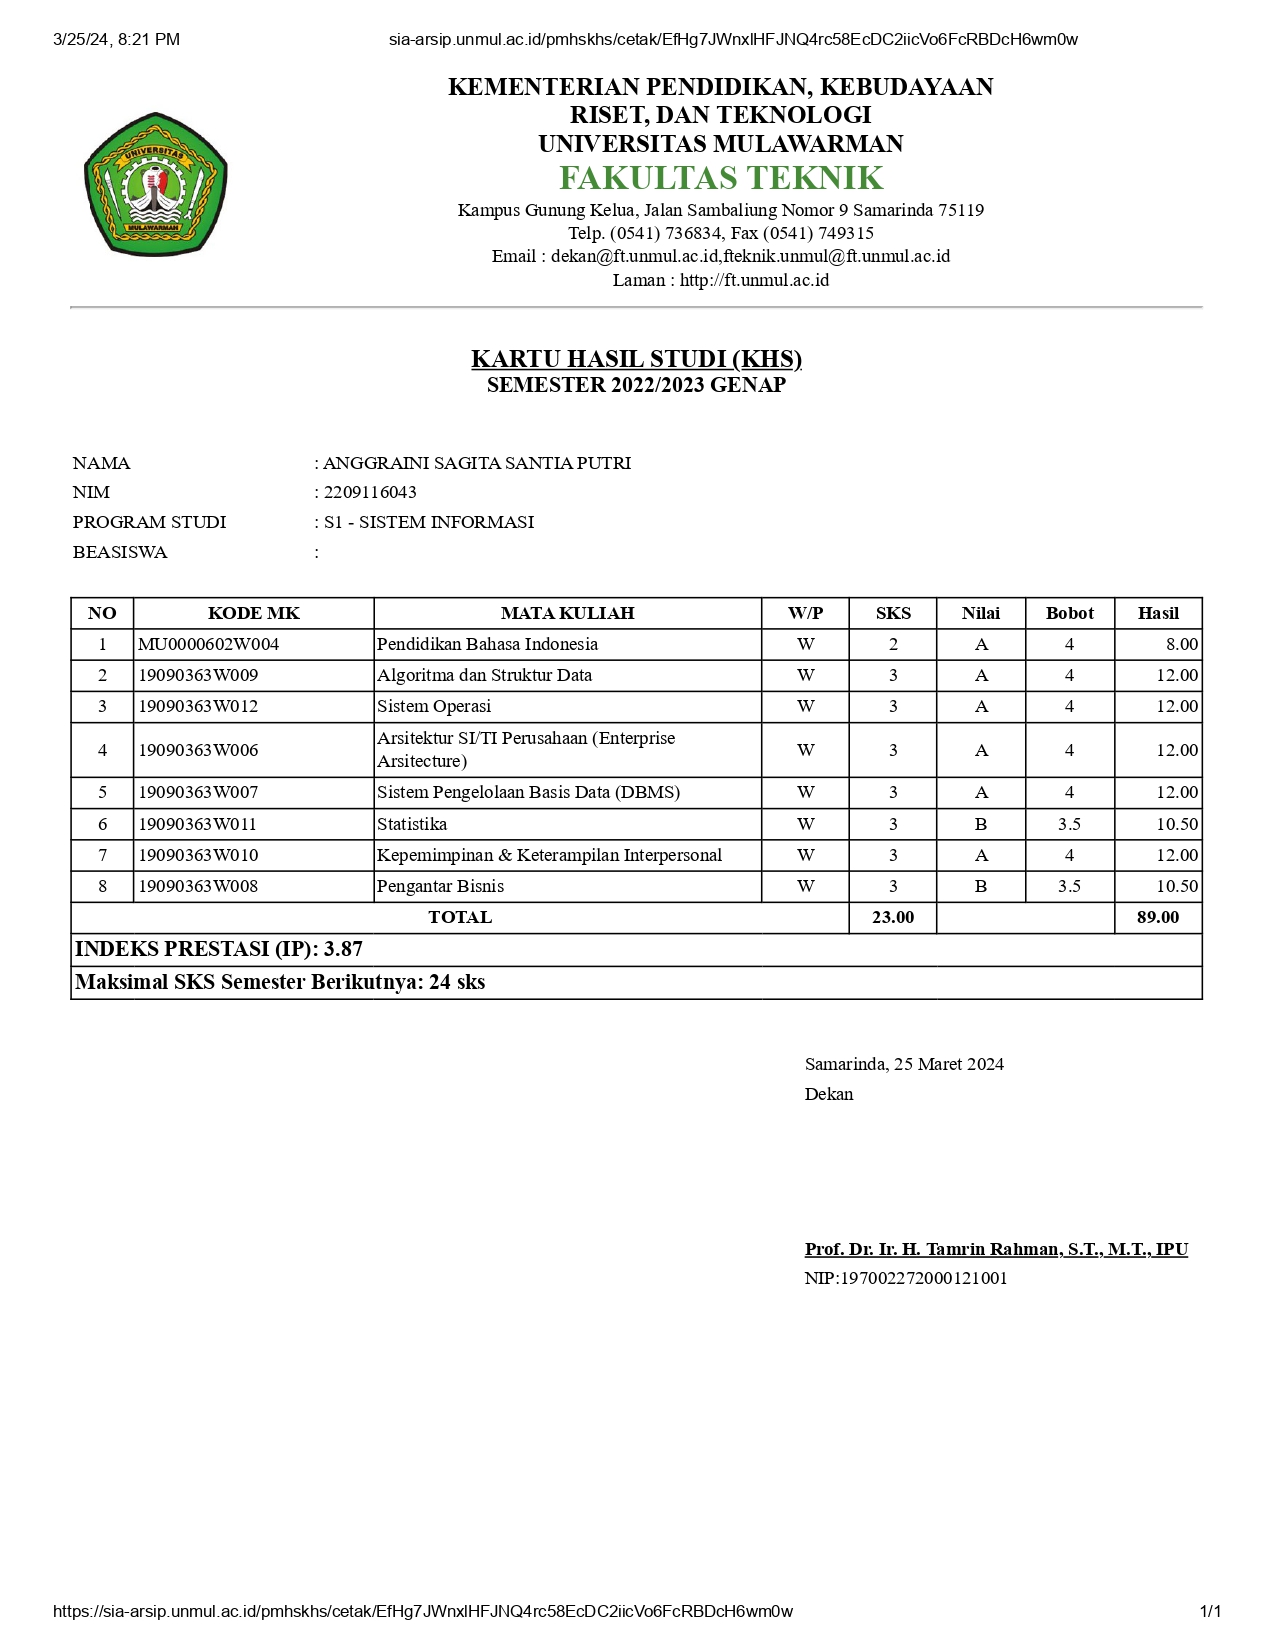 3/25/24, 8:21 PM sia-arsip.unmul.ac.id/pmhskhs/cetak/EfHg7JWnxlHFJNQ4rc58EcDC2iicVo6FcRBDcH6wm0w
KEMENTERIAN PENDIDIKAN, KEBUDAYAAN
RISET, DAN TEKNOLOGI
UNIVERSITAS MULAWARMAN
FAKULTAS TEKNIK
Kampus Gunung Kelua, Jalan Sambaliung Nomor 9 Samarinda 75119
Telp. (0541) 736834, Fax (0541) 749315
Email : dekan@ft.unmul.ac.id,fteknik.unmul@ft.unmul.ac.id
Laman : http://ft.unmul.ac.id
UNIVERSITAS
MULAWARMAN
KARTU HASIL STUDI (KHS)
SEMESTER 2022/2023 GENAP
NAMA : ANGGRAINI SAGITA SANTIA PUTRI
NIM : 2209116043
PROGRAM STUDI : S1 - SISTEM INFORMASI
BEASISWA :
NO KODE MK MATA KULIAH W/P SKS Nilai Bobot Hasil
1 MU0000602W004 Pendidikan Bahasa Indonesia W 2 A 4 8.00
2 19090363W009 Algoritma dan Struktur Data W 3 A 4 12.00
3 19090363W012 Sistem Operasi W 3 A 4 12.00
4 19090363W006 Arsitektur SI/TI Perusahaan (Enterprise Arsitecture) W 3 A 4 12.00
5 19090363W007 Sistem Pengelolaan Basis Data (DBMS) W 3 A 4 12.00
6 19090363W011 Statistika W 3 B 3.5 10.50
7 19090363W010 Kepemimpinan & Keterampilan Interpersonal W 3 A 4 12.00
8 19090363W008 Pengantar Bisnis W 3 B 3.5 10.50
TOTAL 23.00 89.00
INDEKS PRESTASI (IP): 3.87
Maksimal SKS Semester Berikutnya: 24 sks
Samarinda, 25 Maret 2024
Dekan
Prof. Dr. Ir. H. Tamrin Rahman, S.T., M.T., IPU
NIP:197002272000121001
https://sia-arsip.unmul.ac.id/pmhskhs/cetak/EfHg7JWnxlHFJNQ4rc58EcDC2iicVo6FcRBDcH6wm0w 1/1